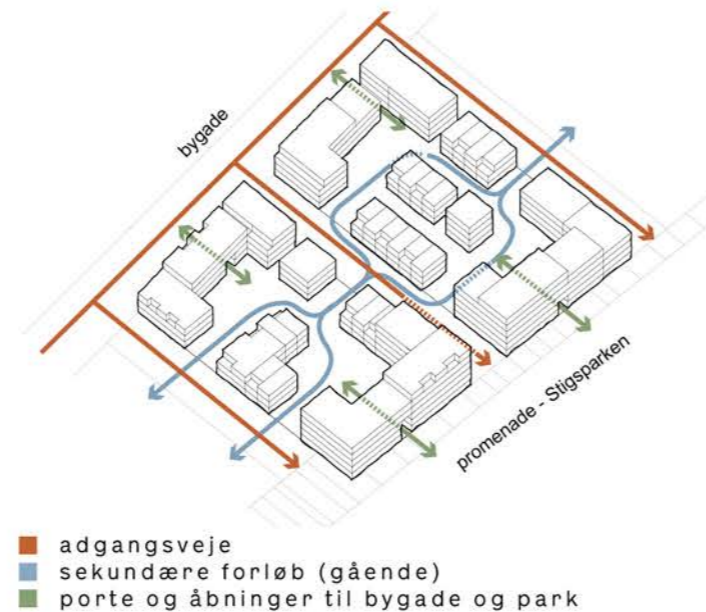 bygade
promenade - Stigsparken
adgangsveje
sekundære forløb (gående)
porte og åbninger til bygade og park